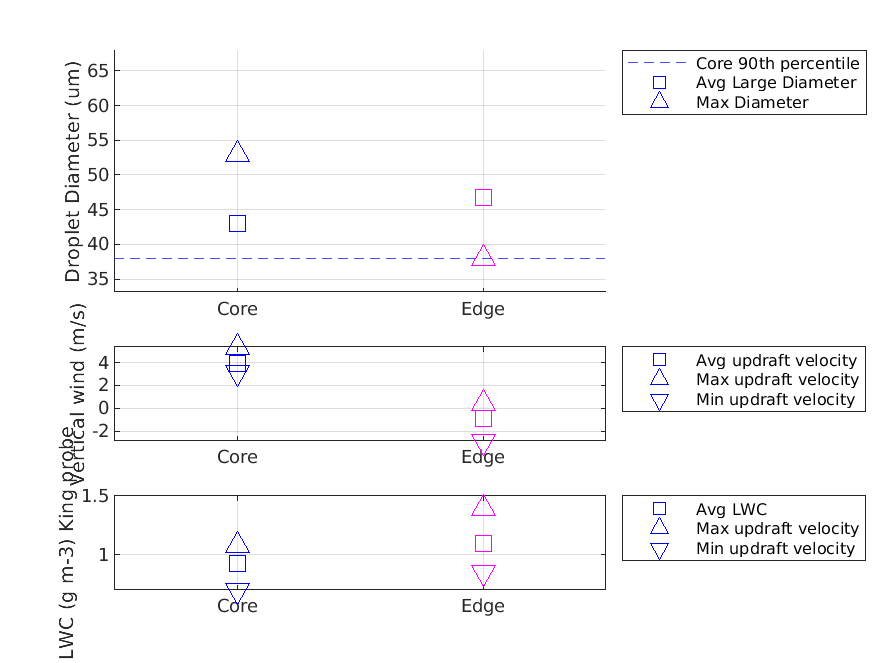 Droplet Diameter (um)
65
60
55
50
45
40
35
Core
Edge
Core 90th percentile
Avg Large Diameter
Max Diameter
Vertical wind (m/s)
4
2
0
-2
Core
Edge
Avg updraft velocity
Max updraft velocity
Min updraft velocity
LWC (g m-3) King probe
1.5
1
Core
Edge
Avg LWC
Max updraft velocity
Min updraft velocity